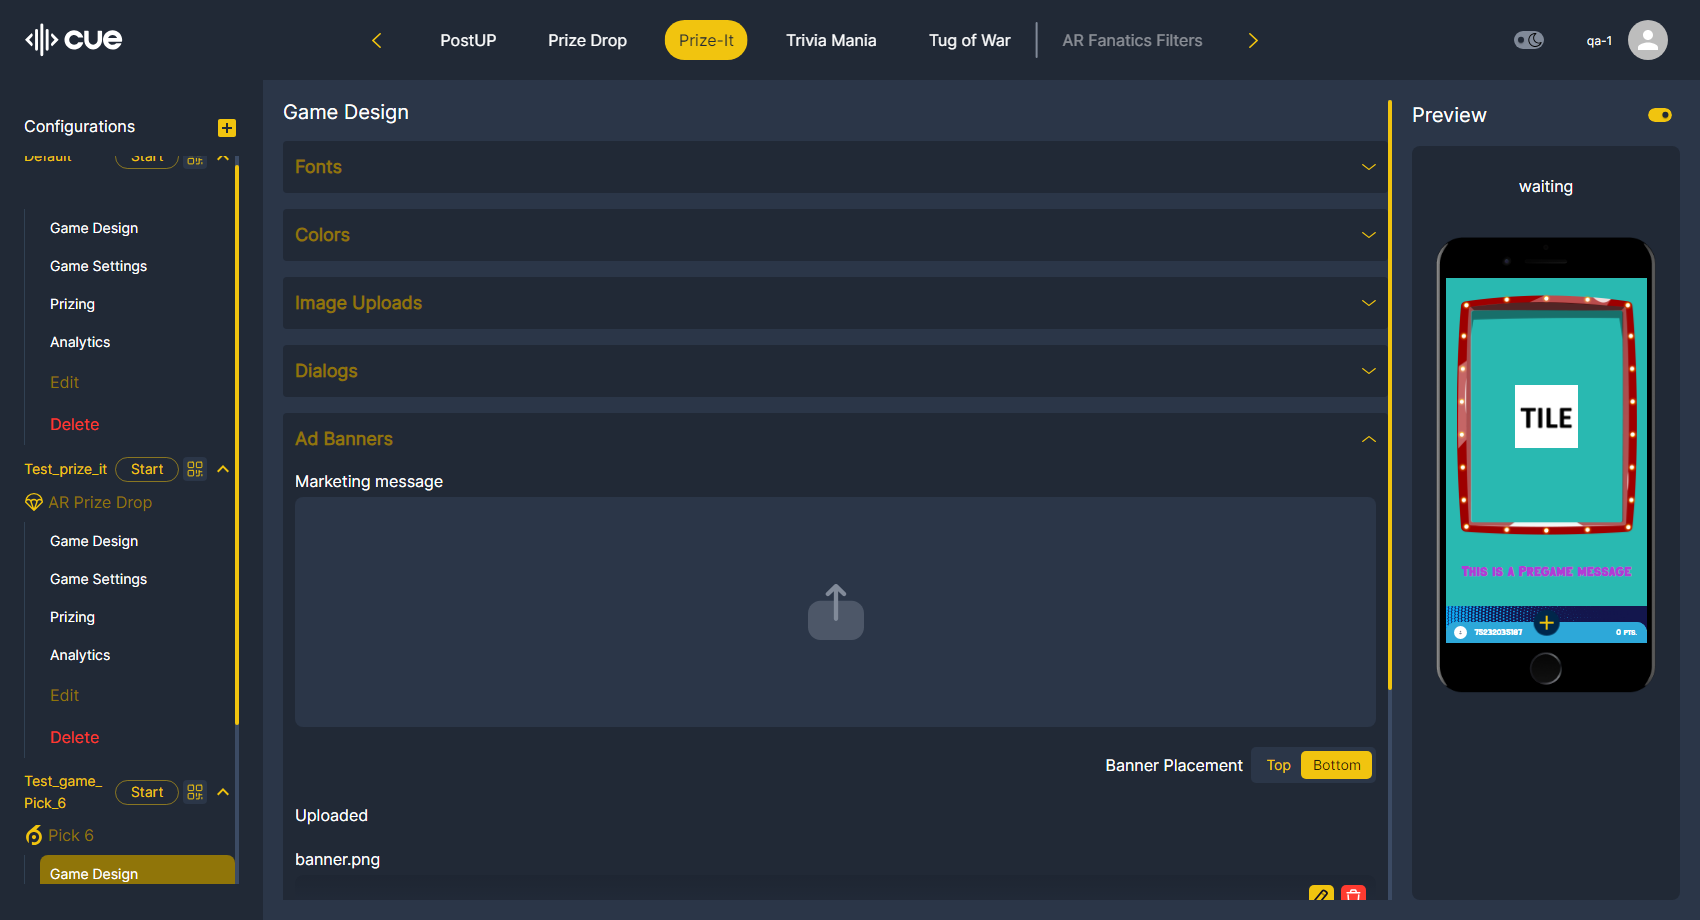 cue
PostUP
Prize Drop
Prize-It
Trivia Mania
Tug of War
AR Fanatics Filters
qa-1
Configurations
Default
Start
Game Design
Game Settings
Prizing
Analytics
Edit
Delete
Test_prize_it
Start
AR Prize Drop
Game Design
Game Settings
Prizing
Analytics
Edit
Delete
Test_game_
Pick_6
Start
Pick 6
Game Design
Game Design
Fonts
Colors
Image Uploads
Dialogs
Ad Banners
Marketing message
Banner Placement
Top
Bottom
Uploaded
banner.png
Preview
waiting
TILE
This is a Pregame message
75232035187
0 PTS.